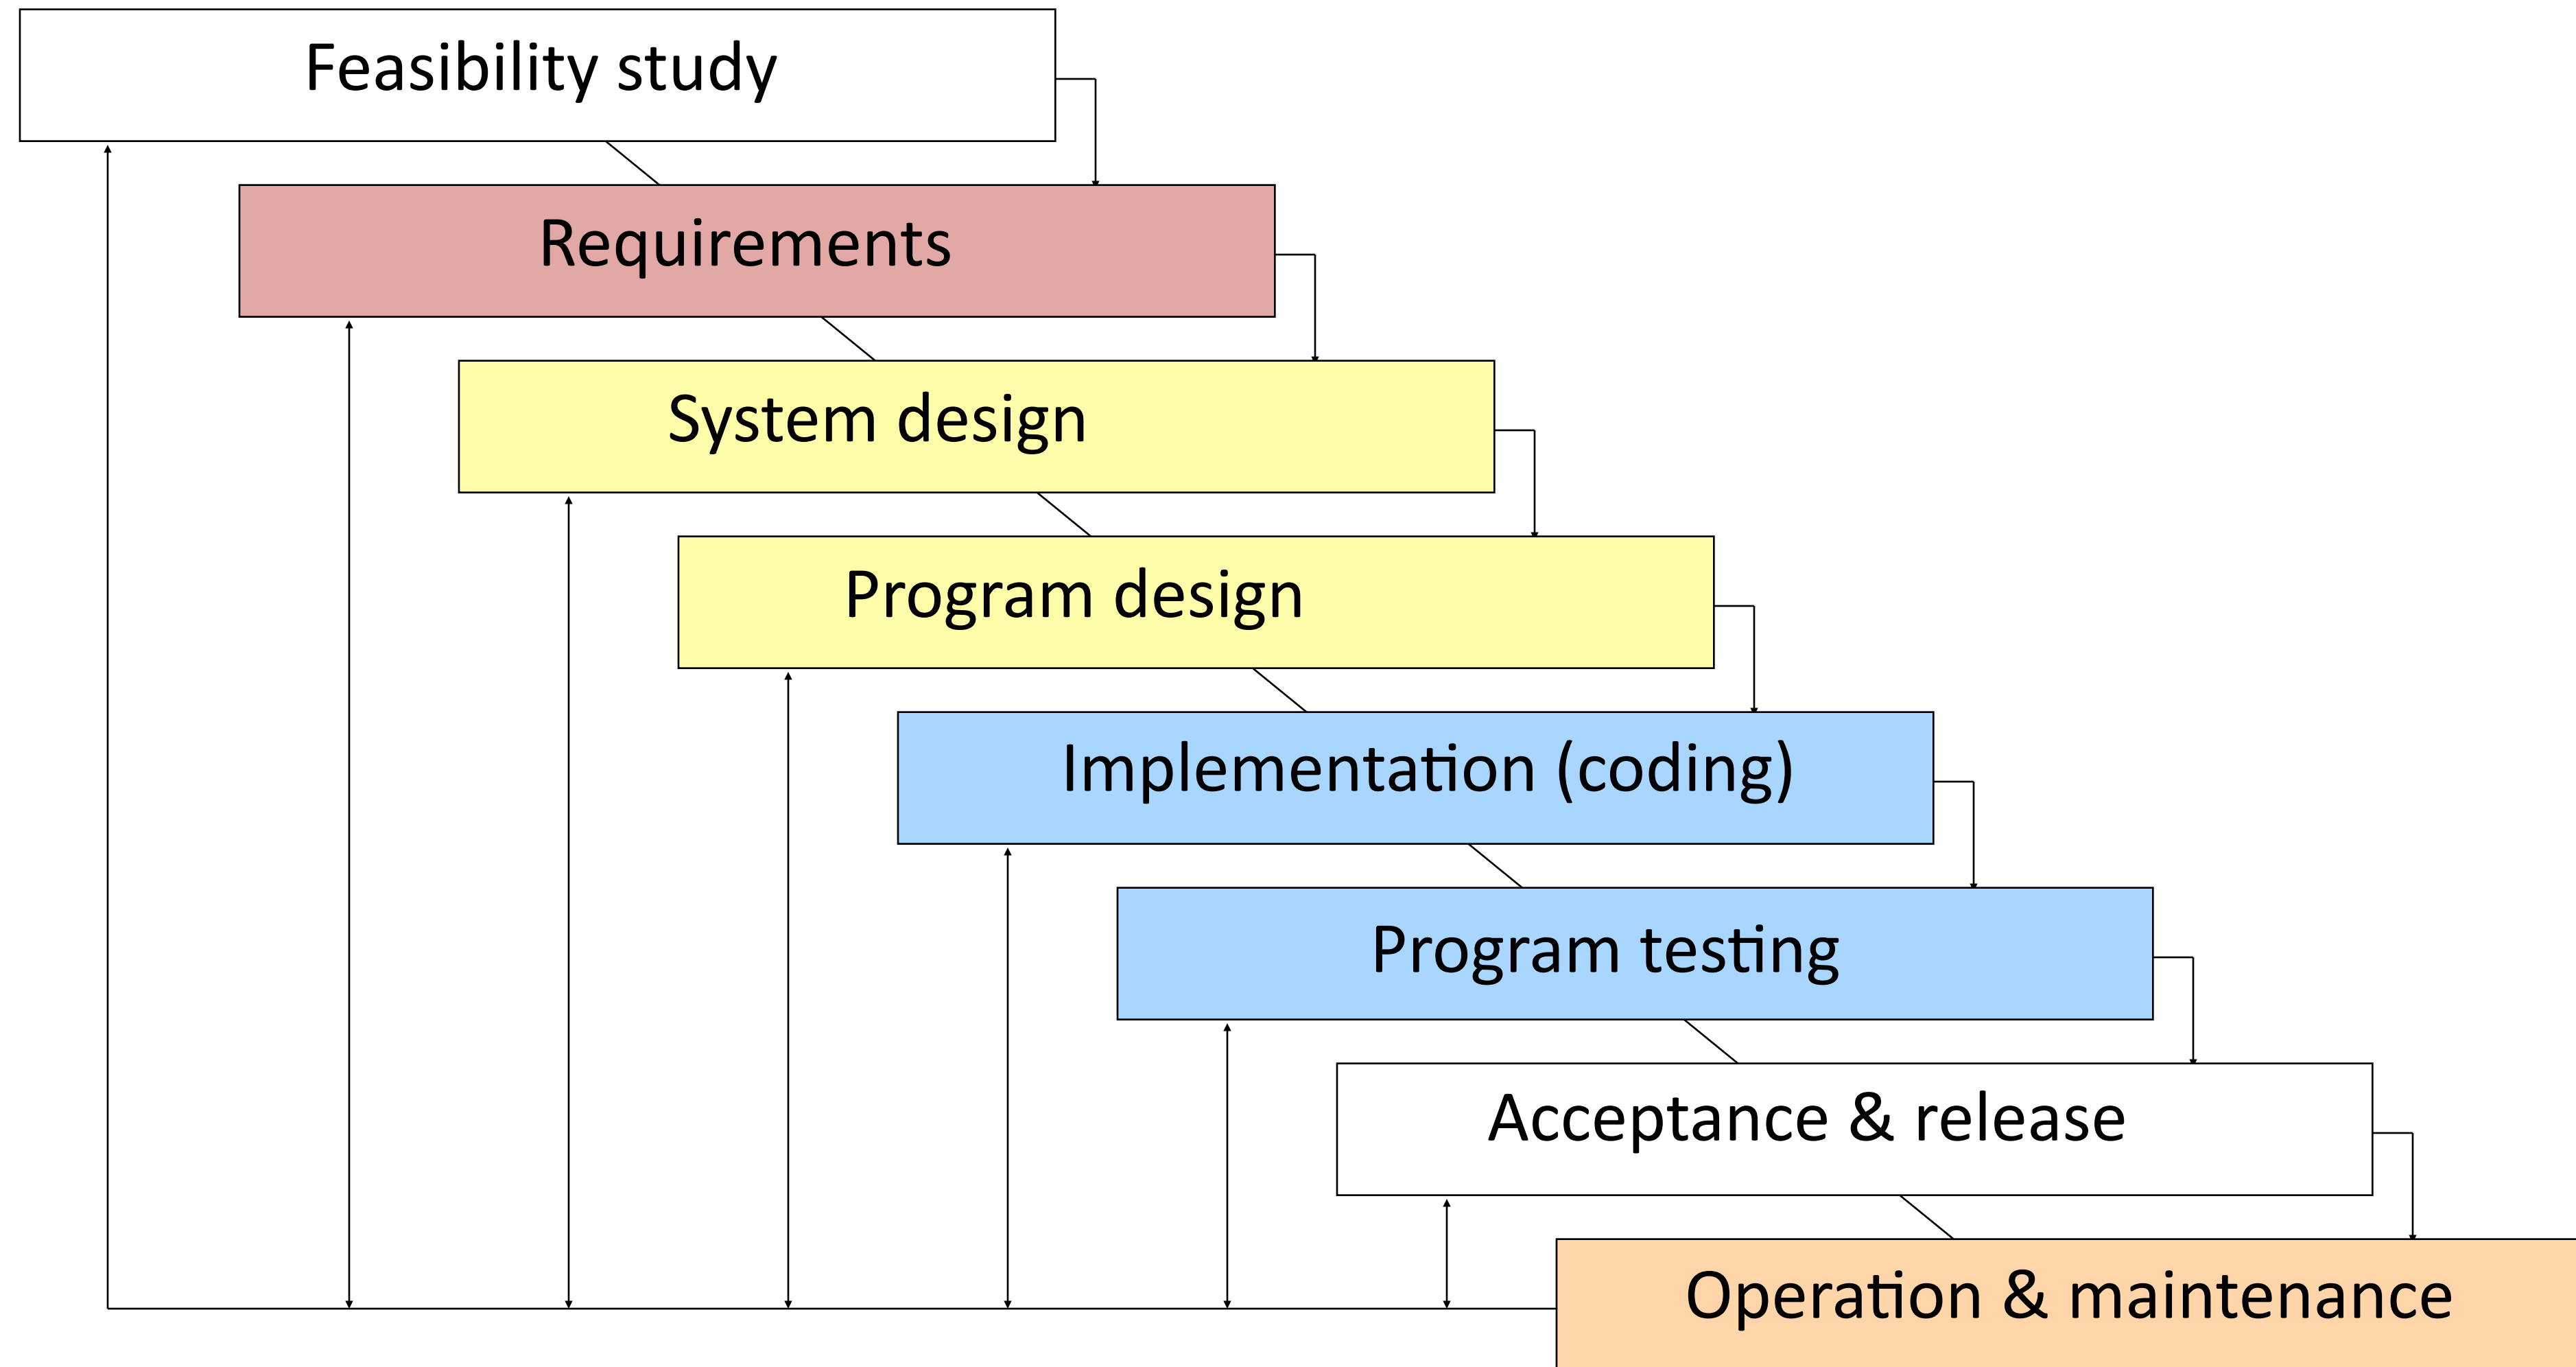 Feasibility study
Requirements
System design
Program design
Implementation (coding)
Program testing
Acceptance & release
Operation & maintenance